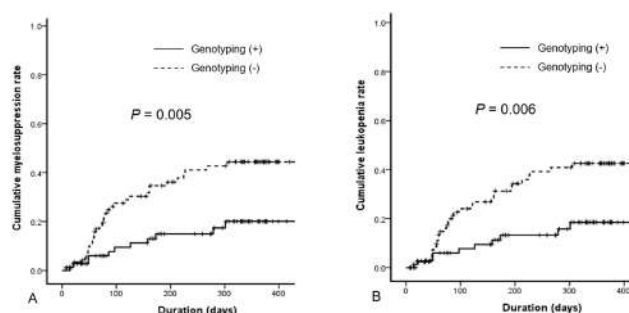 1.0
0.8
0.6
0.4
0.2
0.0
Cumulative myelosuppression rate
Genotyping (+)
Genotyping (-)
P = 0.005
0 100 200 300 400
A Duration (days)
1.0
0.8
0.6
0.4
0.2
0.0
Cumulative leukopenia rate
Genotyping (+)
Genotyping (-)
P = 0.006
0 100 200 300 400
B Duration (days)